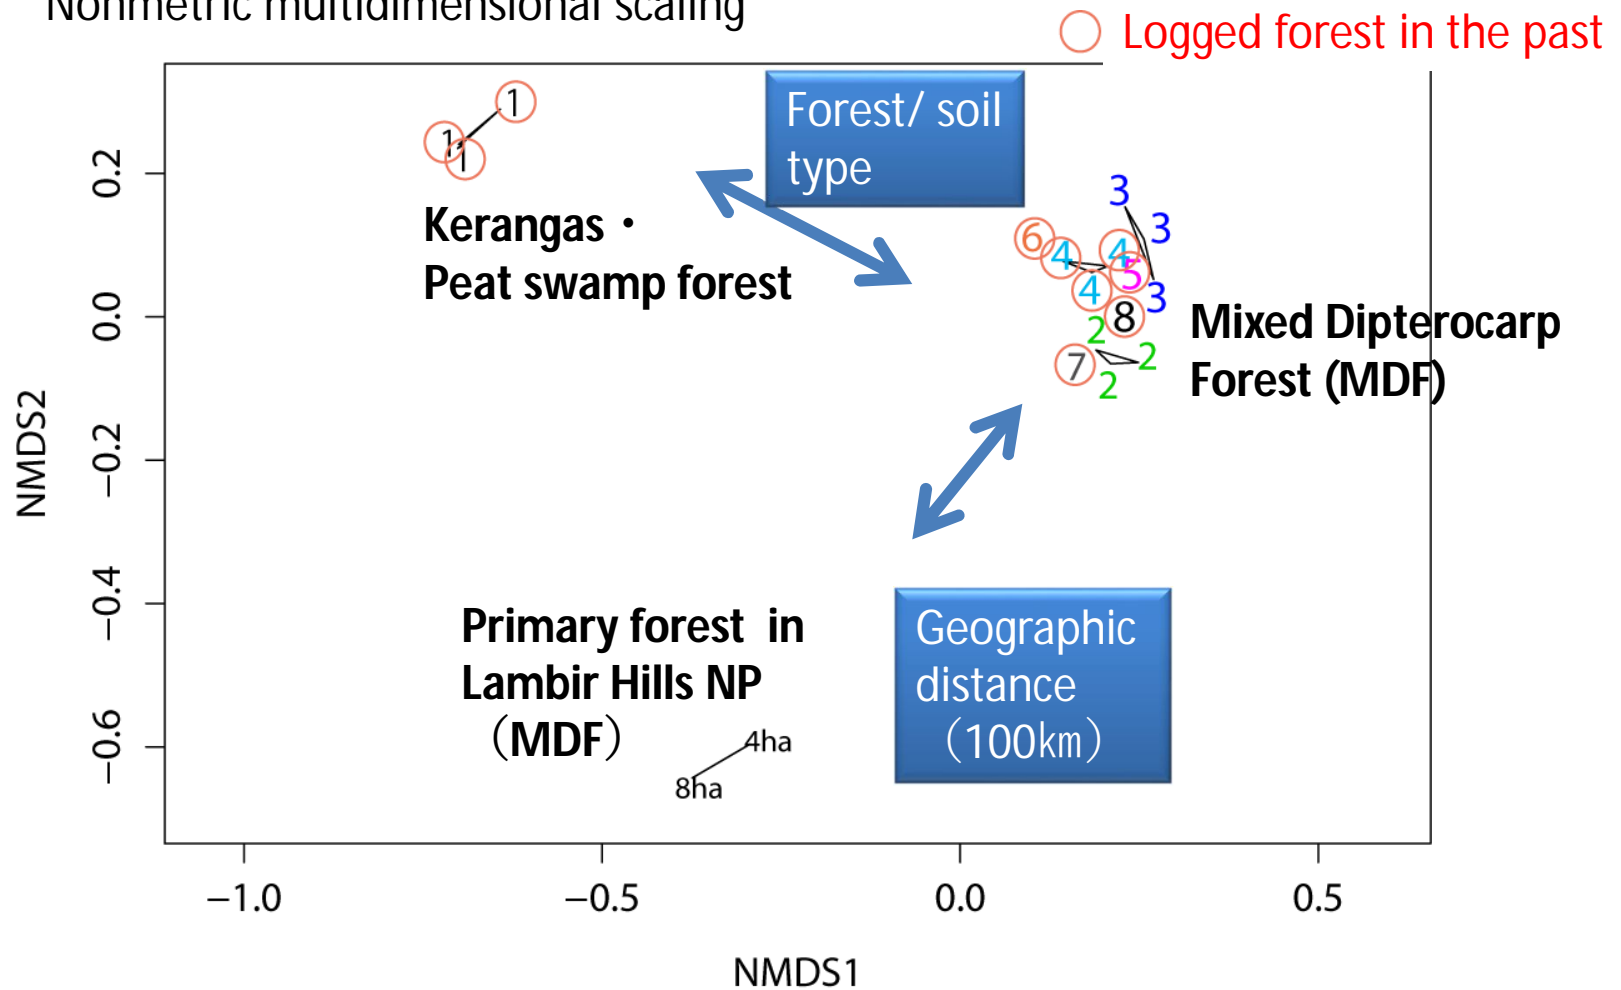 Nonmetric multidimensional scaling
Logged forest in the past
Forest/ soil
type
1
1
1
Kerangas・
Peat swamp forest
3
3
6
4
4
5
4
3
8
2
2
7
2
Mixed Dipterocarp
Forest (MDF)
Primary forest in
Lambir Hills NP
（MDF）
4ha
8ha
Geographic
distance
（100㎞）
NMDS2
0.2
0.0
−0.2
−0.4
−0.6
−1.0
−0.5
0.0
0.5
NMDS1